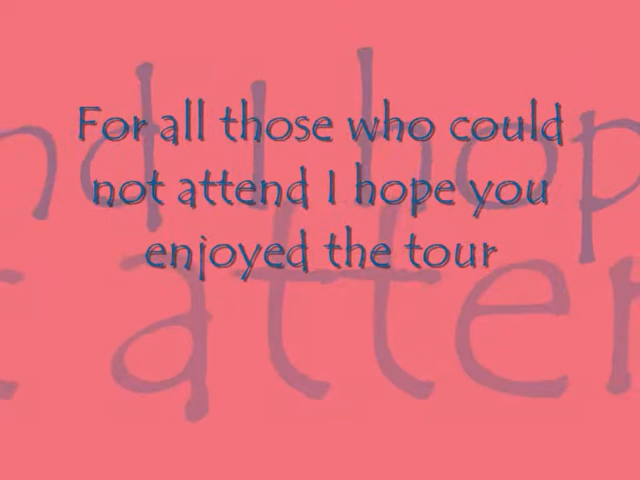 For all those who could
not attend I hope you
enjoyed the tour